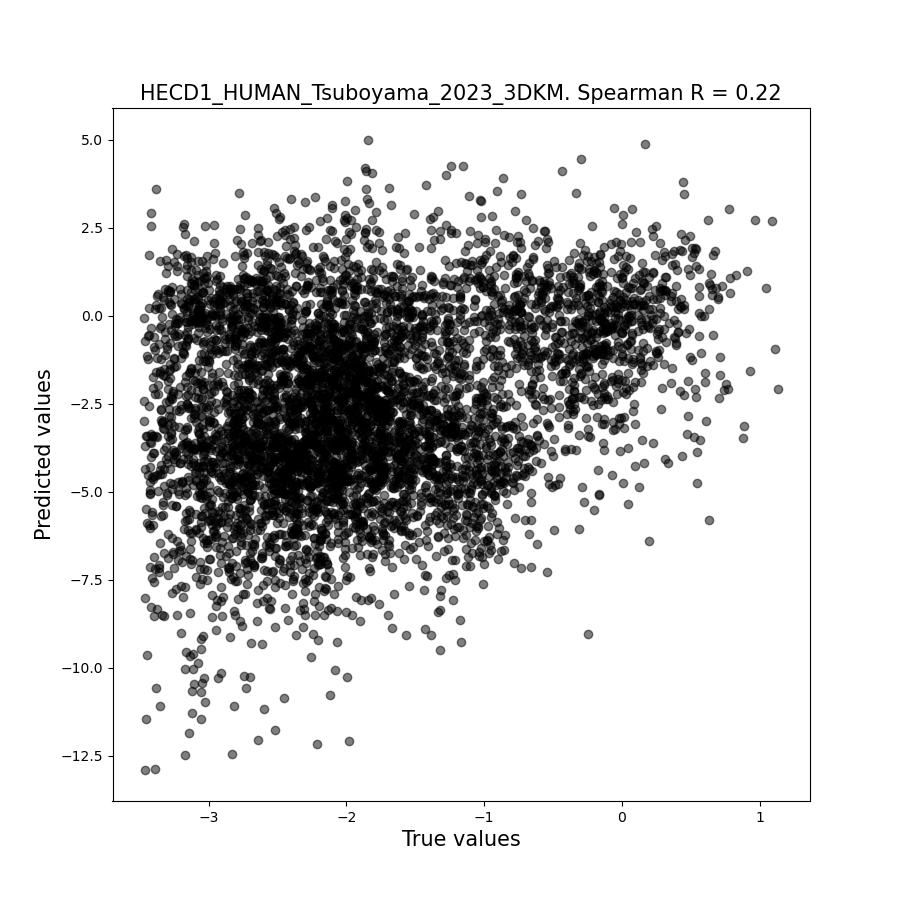 HECD1_HUMAN_Tsuboyama_2023_3DKM. Spearman R = 0.22
5.0
2.5
0.0
−2.5
−5.0
−7.5
−10.0
−12.5
Predicted values
−3 −2 −1 0 1
True values